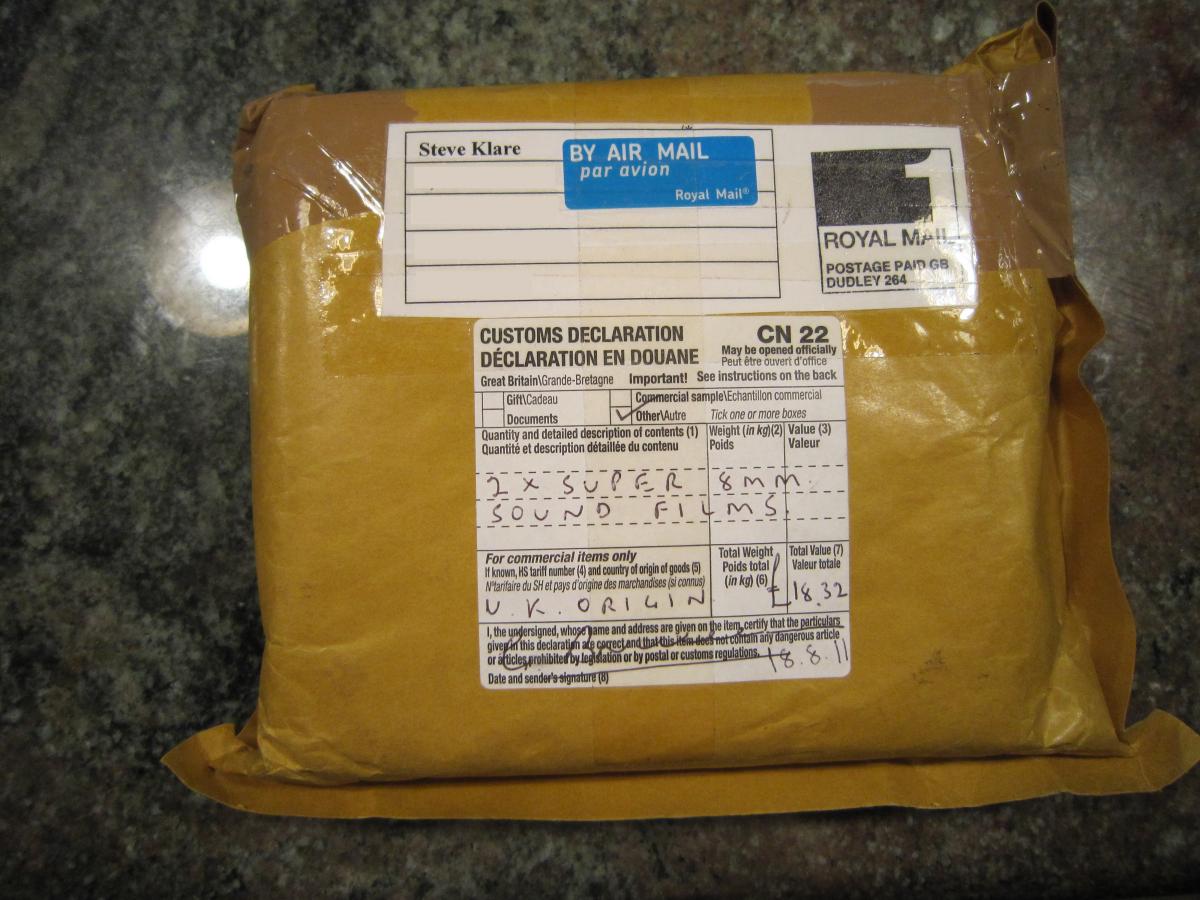 Steve Klare
BY AIR MAIL
par avion
Royal Mail®
1
ROYAL MAIL
POSTAGE PAID GB
DUDLEY 264
CUSTOMS DECLARATION
DÉCLARATION EN DOUANE
CN 22
May be opened officially
Peut être ouvert d'office
Great Britain\Grande-Bretagne
Important!
See instructions on the back
Gift\Cadeau
Commercial sample\Echantillon commercial
Documents
Other\Autre
Tick one or more boxes
Quantity and detailed description of contents (1)
Quantité et description détaillée du contenu
Weight (in kg)(2)
Poids
Value (3)
Valeur
2 x SUPER 8mm.
SOUND FILMS.
For commercial items only
If known, HS tariff number (4) and country of origin of goods (5)
N°tarifaire du SH et pays d'origine des marchandises (si connus)
U.K. ORIGIN
Total Weight
Poids total
(in kg) (6)
Total Value (7)
Valeur totale
£18.32
I, the undersigned, whose name and address are given on the item, certify that the particulars
given in this declaration are correct and that this item does not contain any dangerous article
or articles prohibited by legislation or by postal or customs regulations.
18.8.11
Date and sender's signature (8)